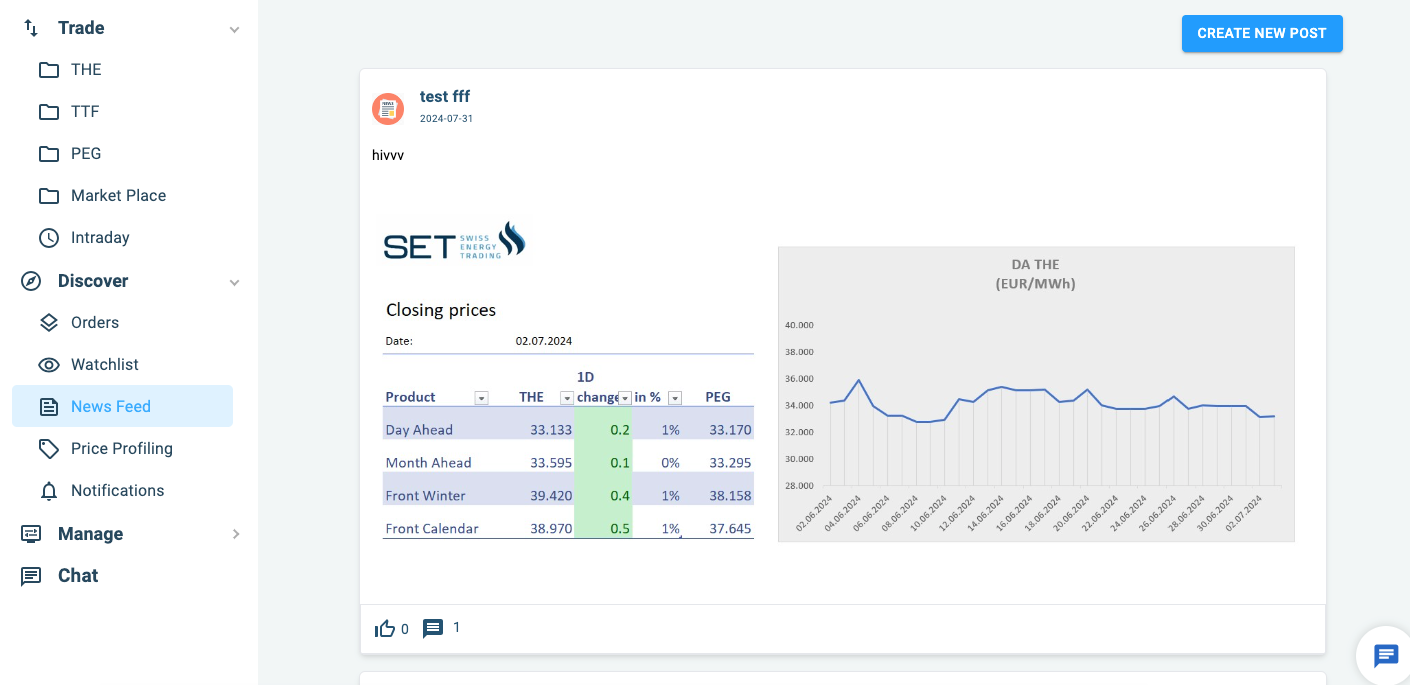 Trade
THE
TTF
PEG
Market Place
Intraday
Discover
Orders
Watchlist
News Feed
Price Profiling
Notifications
Manage
Chat
CREATE NEW POST
NEWS
test fff
2024-07-31
hivvv
SET SWISS
ENERGY
TRADING
Closing prices
Date: 02.07.2024
1D
Product THE change in % PEG
Day Ahead 33.133 0.2 1% 33.170
Month Ahead 33.595 0.1 0% 33.295
Front Winter 39.420 0.4 1% 38.158
Front Calendar 38.970 0.5 1% 37.645
DA THE
(EUR/MWh)
40.000
38.000
36.000
34.000
32.000
30.000
28.000
02.06.2024 04.06.2024 06.06.2024 08.06.2024 10.06.2024 12.06.2024 14.06.2024 16.06.2024 18.06.2024 20.06.2024 22.06.2024 24.06.2024 26.06.2024 28.06.2024 30.06.2024 02.07.2024
0 1